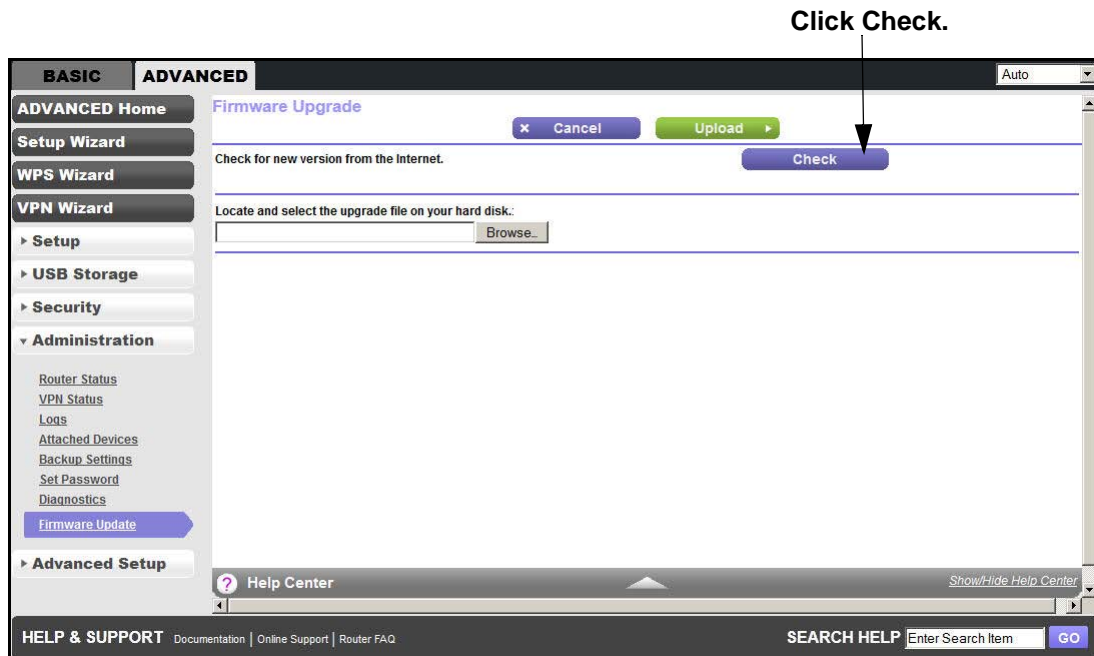 Click Check.
BASIC ADVANCED Auto
ADVANCED Home
Setup Wizard
WPS Wizard
VPN Wizard
Setup
USB Storage
Security
Administration
Router Status
VPN Status
Logs
Attached Devices
Backup Settings
Set Password
Diagnostics
Firmware Update
Advanced Setup
Firmware Upgrade
× Cancel Upload
Check for new version from the Internet. Check
Locate and select the upgrade file on your hard disk.:
Browse...
? Help Center Show/Hide Help Center
HELP & SUPPORT Documentation | Online Support | Router FAQ SEARCH HELP Enter Search Item GO